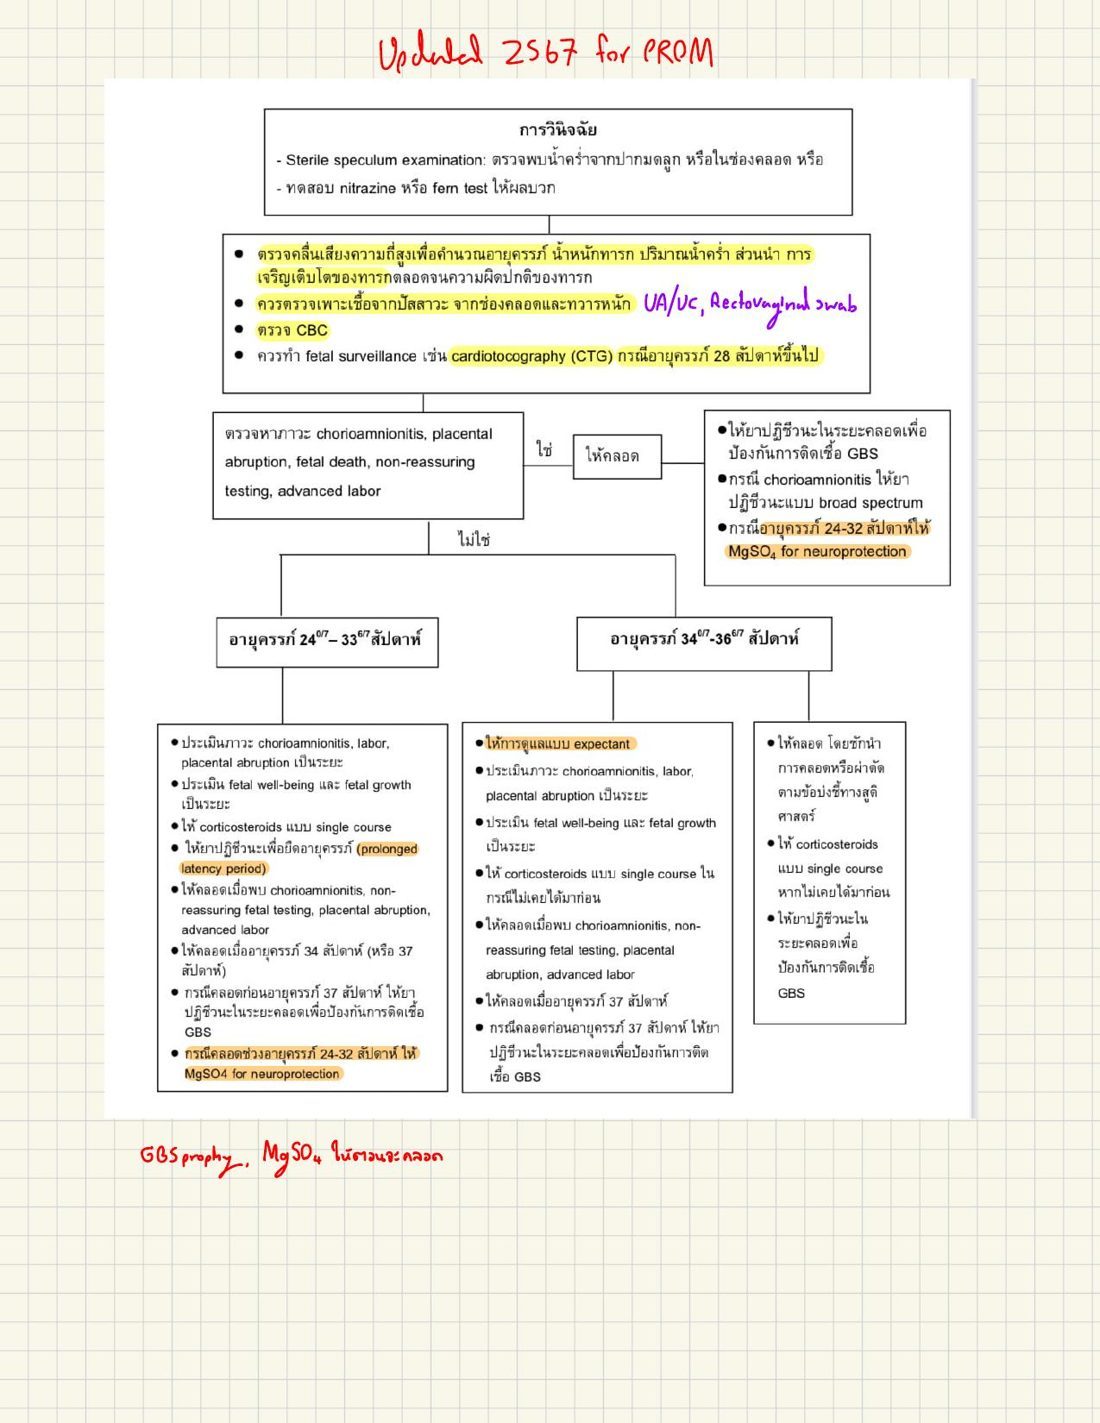 Updated 2567 for PROM
การวินิจฉัย
- Sterile speculum examination: ตรวจพบน้ำคร่ำจากปากมดลูก หรือในช่องคลอด หรือ
- ทดสอบ nitrazine หรือ fern test ให้ผลบวก
● ตรวจคลื่นเสียงความถี่สูงเพื่อคำนวณอายุครรภ์ น้ำหนักทารก ปริมาณน้ำคร่ำ ส่วนนำ การ
เจริญเติบโตของทารกตลอดจนความผิดปกติของทารก
● ควรตรวจเพาะเชื้อจากปัสสาวะ จากช่องคลอดและทวารหนัก UA/UC, Rectovaginal swab
● ตรวจ CBC
● ควรทำ fetal surveillance เช่น cardiotocography (CTG) กรณีอายุครรภ์ 28 สัปดาห์ขึ้นไป
ตรวจหาภาวะ chorioamnionitis, placental
abruption, fetal death, non-reassuring
testing, advanced labor
ใช่
ให้คลอด
●ให้ยาปฏิชีวนะในระยะคลอดเพื่อ
ป้องกันการติดเชื้อ GBS
●กรณี chorioamnionitis ให้ยา
ปฏิชีวนะแบบ broad spectrum
●กรณีอายุครรภ์ 24-32 สัปดาห์ให้
MgSO₄ for neuroprotection
ไม่ใช่
อายุครรภ์ 24⁰/⁷– 33⁶/⁷สัปดาห์
อายุครรภ์ 34⁰/⁷-36⁶/⁷ สัปดาห์
● ประเมินภาวะ chorioamnionitis, labor,
placental abruption เป็นระยะ
● ประเมิน fetal well-being และ fetal growth
เป็นระยะ
● ให้ corticosteroids แบบ single course
● ให้ยาปฏิชีวนะเพื่อยืดอายุครรภ์ (prolonged
latency period)
● ให้คลอดเมื่อพบ chorioamnionitis, non-
reassuring fetal testing, placental abruption,
advanced labor
● ให้คลอดเมื่ออายุครรภ์ 34 สัปดาห์ (หรือ 37
สัปดาห์)
● กรณีคลอดก่อนอายุครรภ์ 37 สัปดาห์ ให้ยา
ปฏิชีวนะในระยะคลอดเพื่อป้องกันการติดเชื้อ
GBS
● กรณีคลอดช่วงอายุครรภ์ 24-32 สัปดาห์ ให้
MgSO4 for neuroprotection
●ให้การดูแลแบบ expectant
● ประเมินภาวะ chorioamnionitis, labor,
placental abruption เป็นระยะ
● ประเมิน fetal well-being และ fetal growth
เป็นระยะ
● ให้ corticosteroids แบบ single course ใน
กรณีไม่เคยได้มาก่อน
● ให้คลอดเมื่อพบ chorioamnionitis, non-
reassuring fetal testing, placental
abruption, advanced labor
● ให้คลอดเมื่ออายุครรภ์ 37 สัปดาห์
● กรณีคลอดก่อนอายุครรภ์ 37 สัปดาห์ ให้ยา
ปฏิชีวนะในระยะคลอดเพื่อป้องกันการติด
เชื้อ GBS
● ให้คลอด โดยชักนำ
การคลอดหรือผ่าตัด
ตามข้อบ่งชี้ทางสูติ
ศาสตร์
● ให้ corticosteroids
แบบ single course
หากไม่เคยได้มาก่อน
● ให้ยาปฏิชีวนะใน
ระยะคลอดเพื่อ
ป้องกันการติดเชื้อ
GBS
GBS prophy, MgSO₄ ให้ตอนจะคลอด